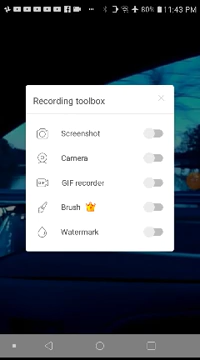 80% 11:43 PM
Recording toolbox
Screenshot
Camera
GIF recorder
Brush
Watermark